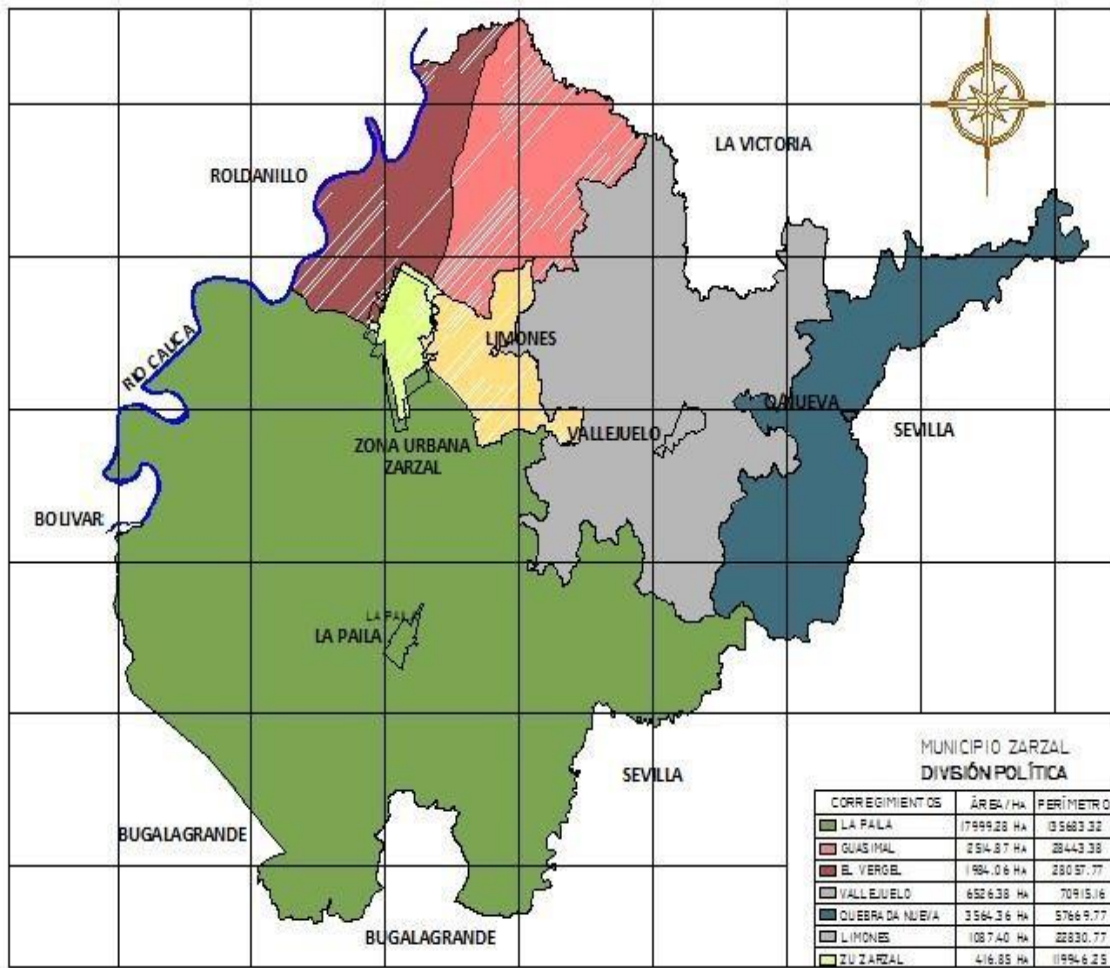 LA VICTORIA
ROLDANILLO
RIO CAUCA
LIMONES
VALLEJUELO
SEVILLA
ZONA URBANA
ZARZAL
BOLIVAR
LA PAILA
LA PAILA
SEVILLA
BUGALAGRANDE
BUGALAGRANDE
MUNICIPIO ZARZAL
DIVISIÓN POLÍTICA
CORREGIMIENTOS ÁREA/HA PERÍMETRO
LA PAILA 17999.28 HA 135683.32
GUASIMAL 2514.87 HA 28443.38
EL VERGEL 1984.06 HA 28057.77
VALLEJUELO 6526.38 HA 70915.16
QUEBRADA NUEVA 3564.36 HA 57669.77
LIMONES 1087.40 HA 22830.77
ZU ZARZAL 416.85 HA 119946.25